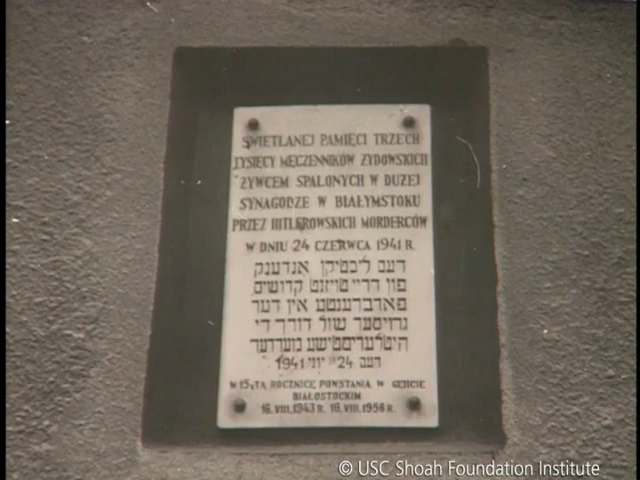 ŚWIETLANEJ PAMIĘCI TRZECH
TYSIĘCY MĘCZENNIKÓW ŻYDOWSKICH
ŻYWCEM SPALONYCH W DUŻEJ
SYNAGODZE W BIAŁYMSTOKU
PRZEZ HITLEROWSKICH MORDERCÓW
W DNIU 24 CZERWCA 1941 R.
דעם ליכטיקן אנדענק
פון דריי טויזנט קדושים
פארברענטע אין דער
גרויסער שול דורך די
היטלעריסטישע מערדער
דעם 24 יוני 1941
W 15-TĄ ROCZNICĘ POWSTANIA W GETCIE
BIAŁOSTOCKIM
16. VIII. 1943 R. 16. VIII. 1958 R.
© USC Shoah Foundation Institute